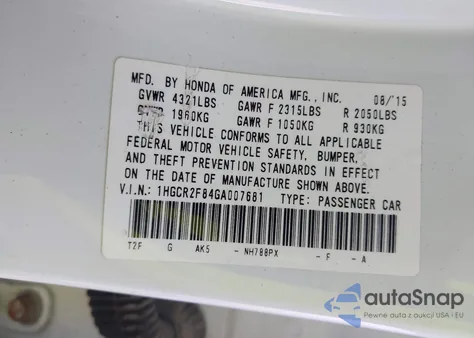 MFD. BY HONDA OF AMERICA MFG., INC. 08/'15
GVWR 4321LBS GAWR F 2315LBS R 2050LBS
GVWR 1960KG GAWR F 1050KG R 930KG
THIS VEHICLE CONFORMS TO ALL APPLICABLE
FEDERAL MOTOR VEHICLE SAFETY, BUMPER,
AND THEFT PREVENTION STANDARDS IN EFFECT
ON THE DATE OF MANUFACTURE SHOWN ABOVE.
V.I.N.: 1HGCR2F84GA007681 TYPE: PASSENGER CAR
T2F G AK5 - NH788PX - F - A
autoSnap
Pewne auta z aukcji USA i EU